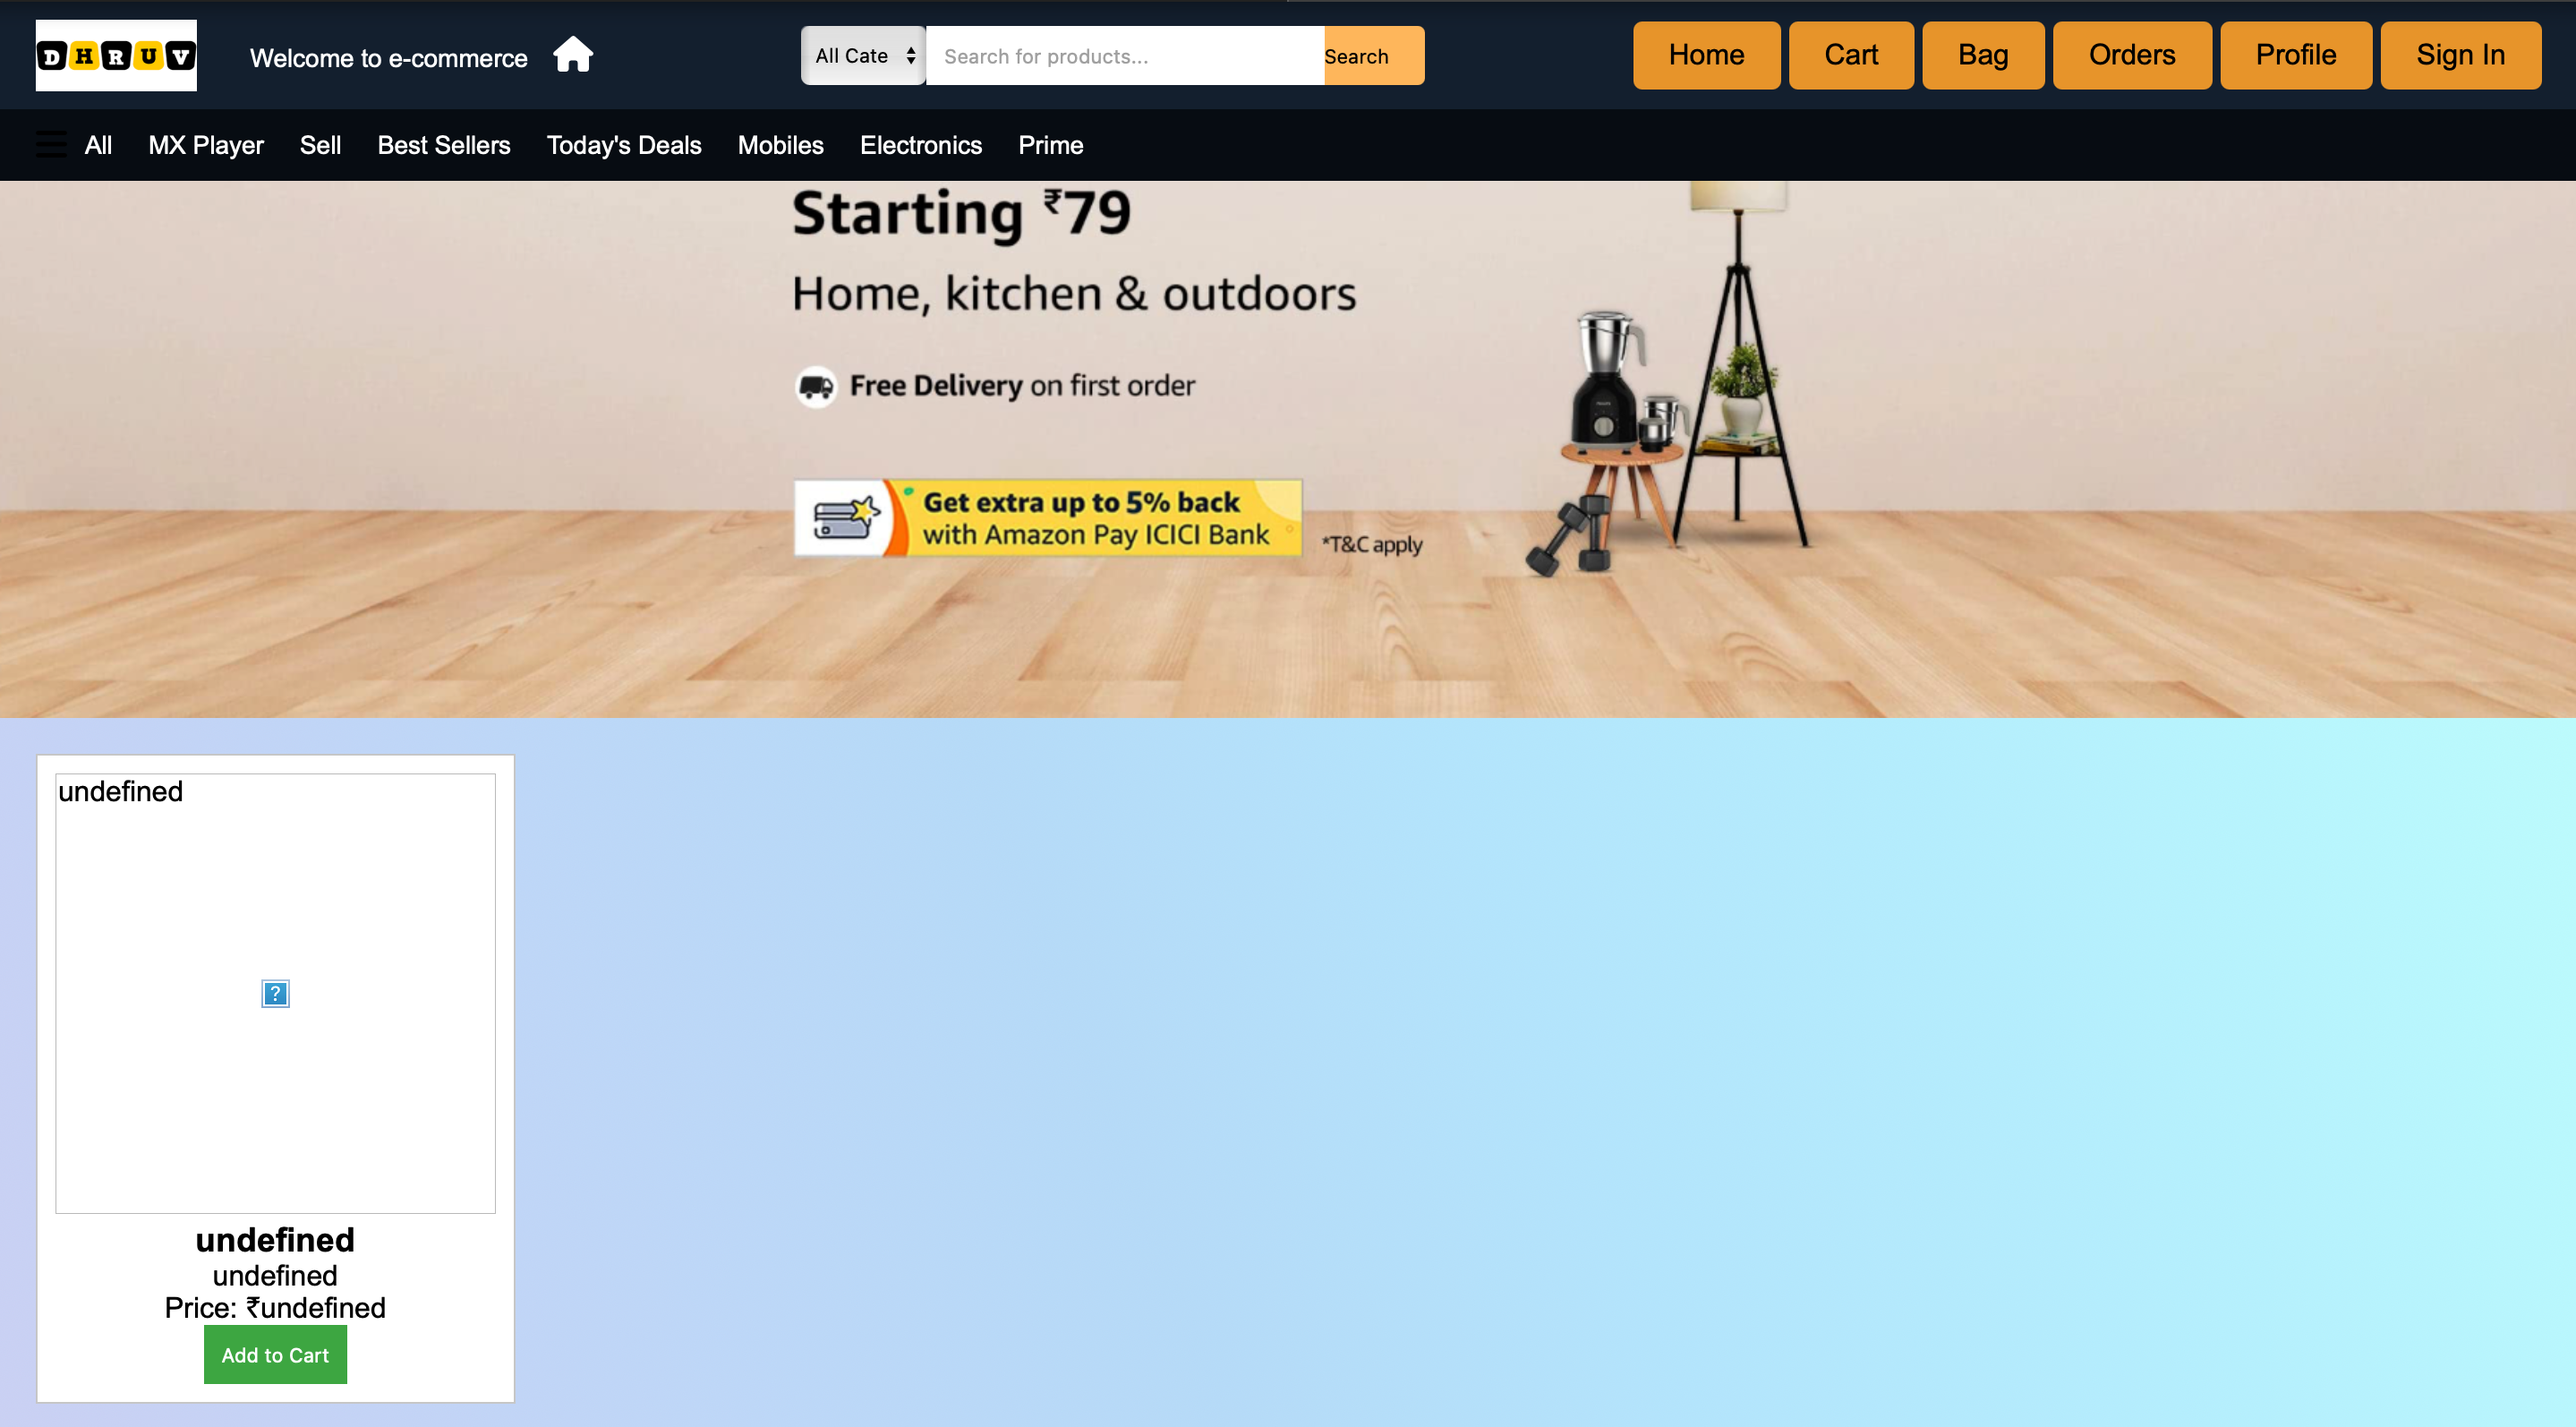 DHRUV
Welcome to e-commerce
All Cate
Search for products...
Search
Home
Cart
Bag
Orders
Profile
Sign In
All
MX Player
Sell
Best Sellers
Today's Deals
Mobiles
Electronics
Prime
Starting ₹79
Home, kitchen & outdoors
Free Delivery on first order
Get extra up to 5% back
with Amazon Pay ICICI Bank
*T&C apply
undefined
undefined
undefined
Price: ₹undefined
Add to Cart